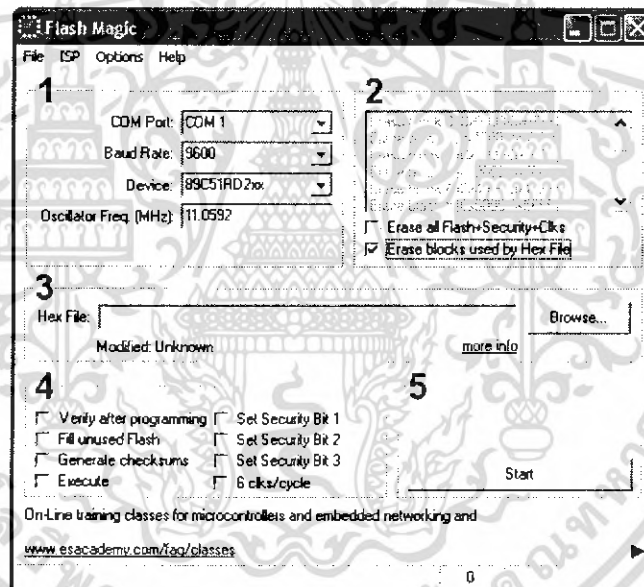 Flash Magic
File ISP Options Help
1
COM Port: COM 1
Baud Rate: 9600
Device: 89C51RD2xx
Oscillator Freq. (MHz): 11.0592
2
Erase all Flash+Security+Clks
Erase blocks used by Hex File
3
Hex File:
Browse...
Modified: Unknown
more info
4
Verify after programming
Set Security Bit 1
Fill unused Flash
Set Security Bit 2
Generate checksums
Set Security Bit 3
Execute
6 clks/cycle
5
Start
On-Line training classes for microcontrollers and embedded networking and
www.esacademy.com/faq/classes
0